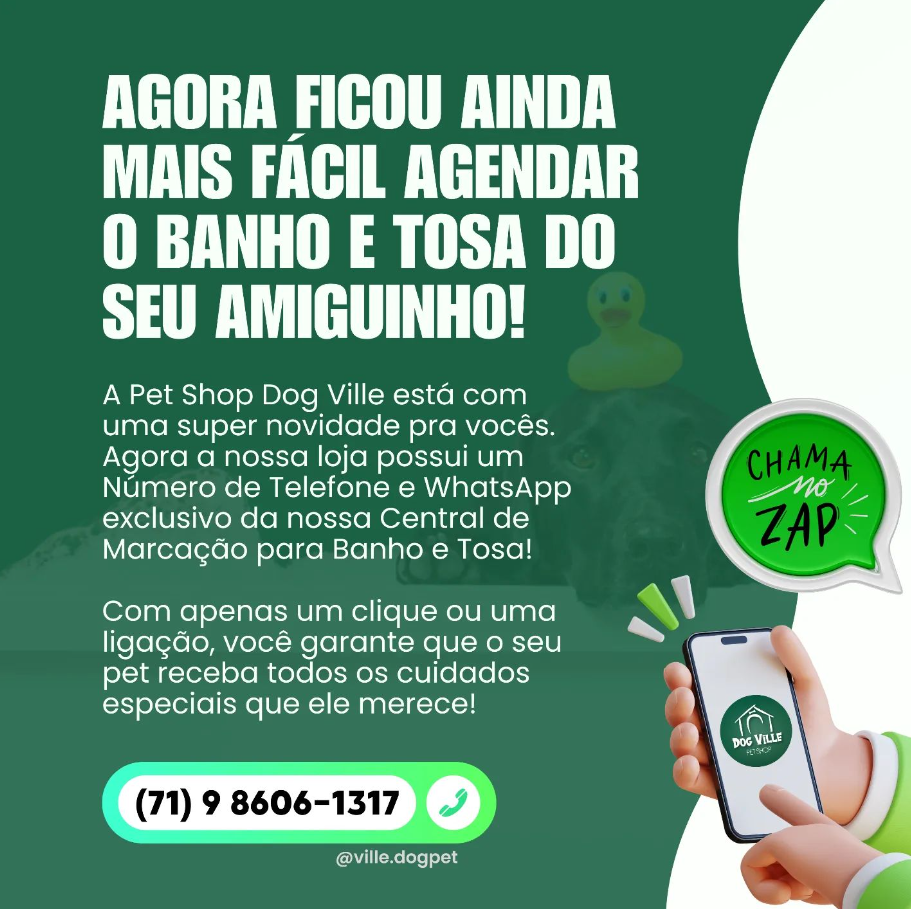 AGORA FICOU AINDA
MAIS FÁCIL AGENDAR
O BANHO E TOSA DO
SEU AMIGUINHO!
A Pet Shop Dog Ville está com
uma super novidade pra vocês.
Agora a nossa loja possui um
Número de Telefone e WhatsApp
exclusivo da nossa Central de
Marcação para Banho e Tosa!
Com apenas um clique ou uma
ligação, você garante que o seu
pet receba todos os cuidados
especiais que ele merece!
(71) 9 8606-1317
@ville.dogpet
CHAMA
no
ZAP
DOG VILLE
PET SHOP